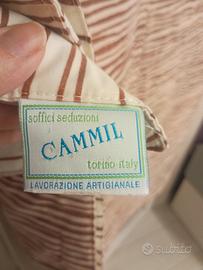 soffici seduzioni
CAMMIL
torino-italy
LAVORAZIONE ARTIGIANALE
subito